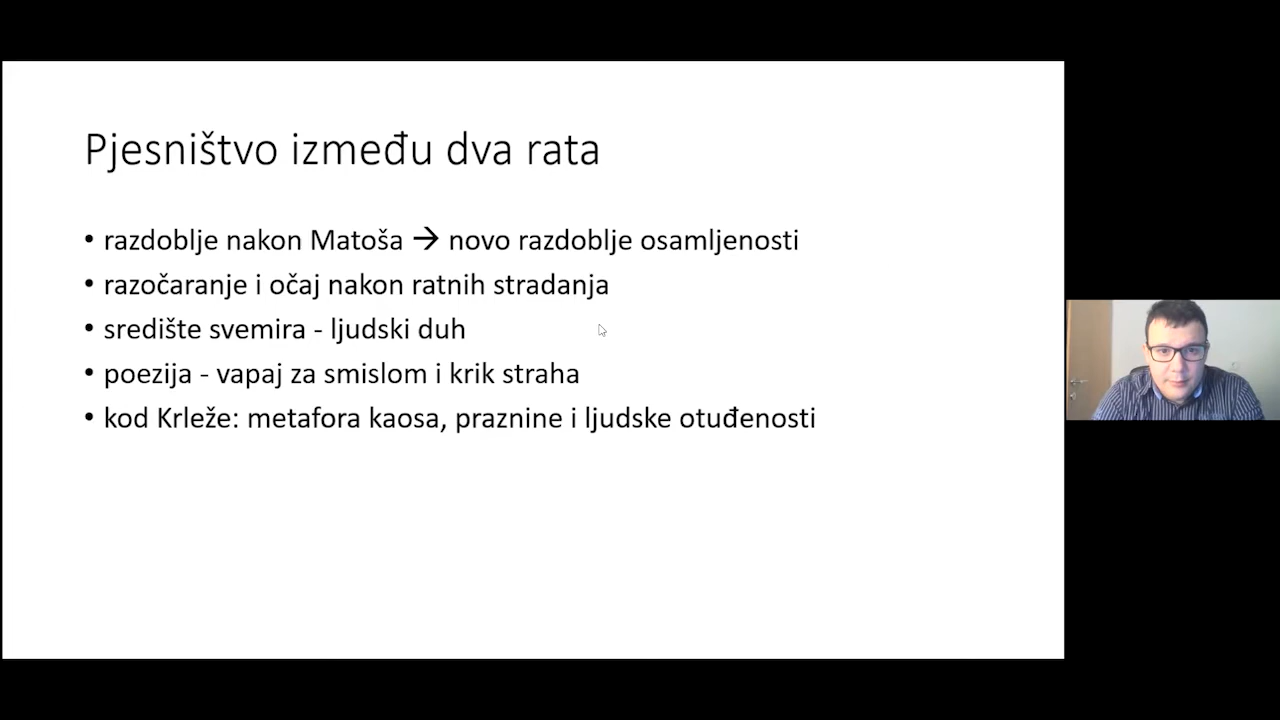 Pjesništvo između dva rata
• razdoblje nakon Matoša → novo razdoblje osamljenosti
• razočaranje i očaj nakon ratnih stradanja
• središte svemira - ljudski duh
• poezija - vapaj za smislom i krik straha
• kod Krleže: metafora kaosa, praznine i ljudske otuđenosti